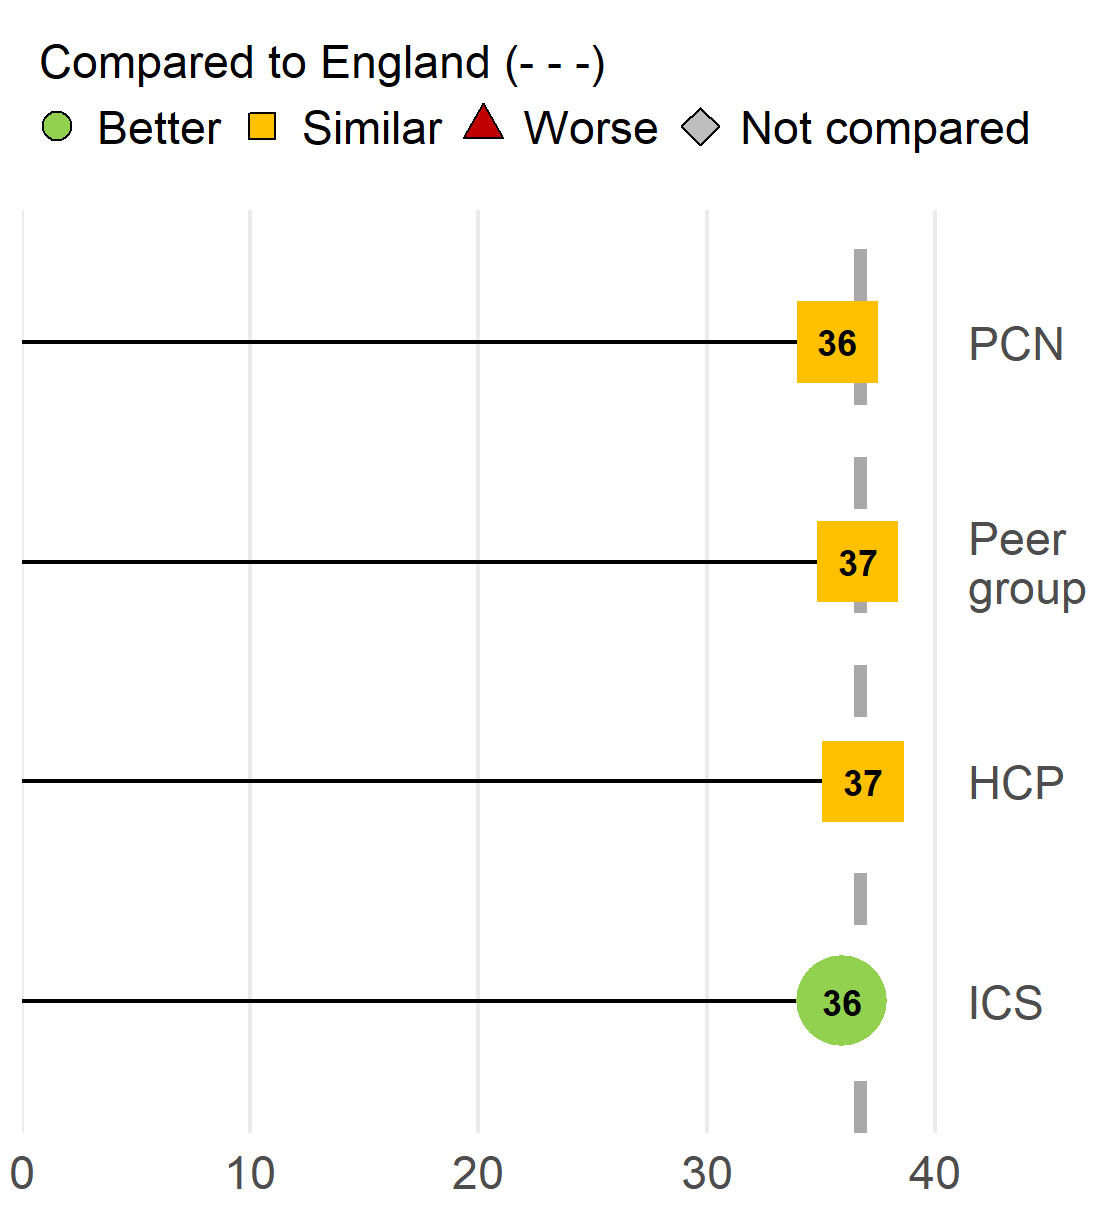 Compared to England (- - -)
Better Similar Worse Not compared
36 PCN
37 Peer
group
37 HCP
36 ICS
0 10 20 30 40